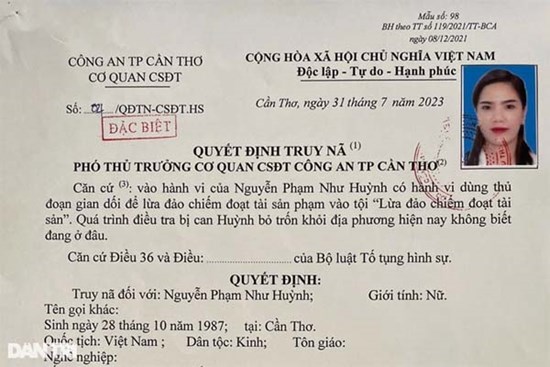 Mẫu số: 98
BH theo TT số 119/2021/TT-BCA
ngày 08/12/2021
CÔNG AN TP CẦN THƠ
CƠ QUAN CSĐT
CỘNG HÒA XÃ HỘI CHỦ NGHĨA VIỆT NAM
Độc lập - Tự do - Hạnh phúc
Số: /QĐTN-CSĐT.HS
ĐẶC BIỆT
Cần Thơ, ngày 31 tháng 7 năm 2023
QUYẾT ĐỊNH TRUY NÃ (1)
PHÓ THỦ TRƯỞNG CƠ QUAN CSĐT CÔNG AN TP CẦN THƠ(2)
Căn cứ (3): vào hành vi của Nguyễn Phạm Như Huỳnh có hành vi dùng thủ
đoạn gian dối để lừa đảo chiếm đoạt tài sản phạm vào tội “Lừa đảo chiếm đoạt tài
sản”. Quá trình điều tra bị can Huỳnh bỏ trốn khỏi địa phương hiện nay không biết
đang ở đâu.
Căn cứ Điều 36 và Điều: ........................ của Bộ luật Tố tụng hình sự.
QUYẾT ĐỊNH:
Truy nã đối với: Nguyễn Phạm Như Huỳnh; Giới tính: Nữ.
Tên gọi khác:
Sinh ngày 28 tháng 10 năm 1987; tại: Cần Thơ.
Quốc tịch: Việt Nam ; Dân tộc: Kinh; Tôn giáo:
Nghề nghiệp:
DÂN TRÍ